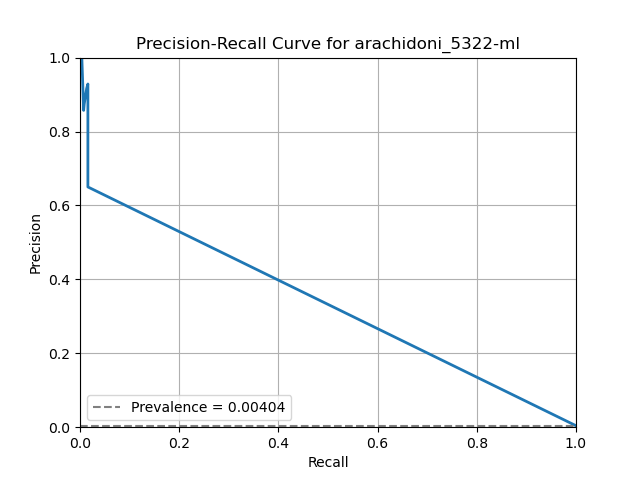 Precision-Recall Curve for arachidoni_5322-ml
1.0
0.8
0.6
0.4
0.2
0.0
Precision
Prevalence = 0.00404
0.0 0.2 0.4 0.6 0.8 1.0
Recall